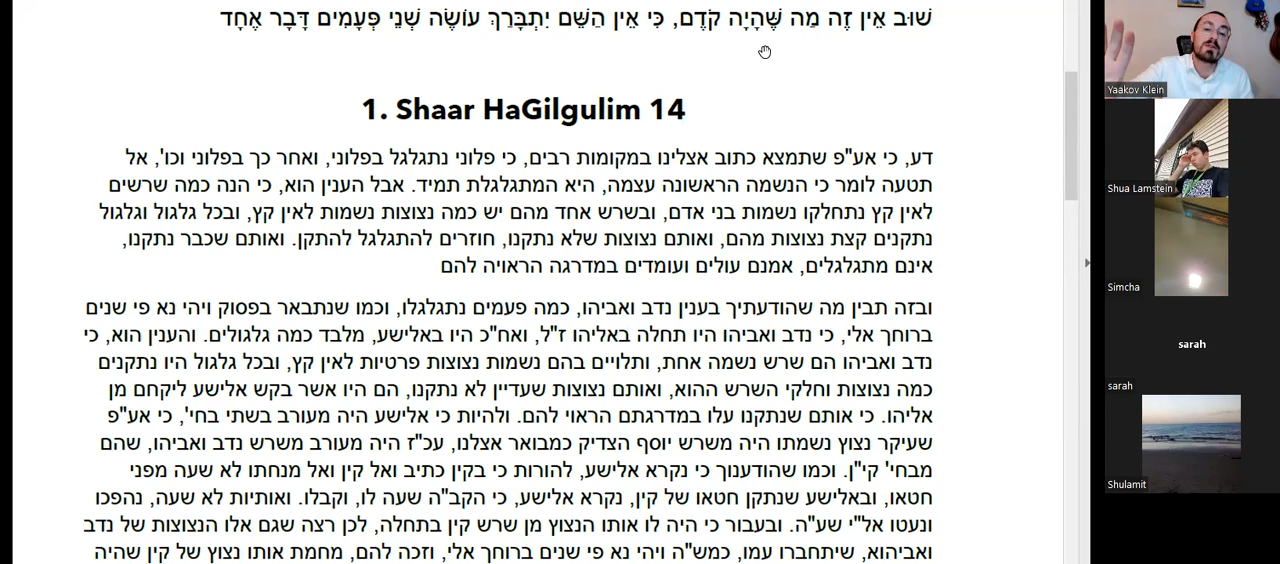 שׁוּב אֵין זֶה מַה שֶּׁהָיָה קֹדֶם, כִּי אֵין הַשֵּׁם יִתְבָּרַךְ עוֹשֶׂה שְׁנֵי פְּעָמִים דָּבָר אֶחָד
1. Shaar HaGilgulim 14
דע, כי אע"פ שתמצא כתוב אצלינו במקומות רבים, כי פלוני נתגלגל בפלוני, ואחר כך בפלוני וכו', אל
תטעה לומר כי הנשמה הראשונה עצמה, היא המתגלגלת תמיד. אבל הענין הוא, כי הנה כמה שרשים
לאין קץ נתחלקו נשמות בני אדם, ובשרש אחד מהם יש כמה נצוצות נשמות לאין קץ, ובכל גלגול וגלגול
נתקנים קצת נצוצות מהם, ואותם נצוצות שלא נתקנו, חוזרים להתגלגל להתקן. ואותם שכבר נתקנו,
אינם מתגלגלים, אמנם עולים ועומדים במדרגה הראויה להם
ובזה תבין מה שהודעתיך בענין נדב ואביהו, כמה פעמים נתגלגלו, וכמו שנתבאר בפסוק ויהי נא פי שנים
ברוחך אלי, כי נדב ואביהו היו תחלה באליהו ז"ל, ואח"כ היו באלישע, מלבד כמה גלגולים. והענין הוא, כי
נדב ואביהו הם שרש נשמה אחת, ותלויים בהם נשמות נצוצות פרטיות לאין קץ, ובכל גלגול היו נתקנים
כמה נצוצות וחלקי השרש ההוא, ואותם נצוצות שעדיין לא נתקנו, הם היו אשר בקש אלישע ליקחם מן
אליהו. כי אותם שנתקנו עלו במדרגתם הראוי להם. ולהיות כי אלישע היה מעורב בשתי בחי', כי אע"פ
שעיקר נצוץ נשמתו היה משרש יוסף הצדיק כמבואר אצלנו, עכ"ז היה מעורב משרש נדב ואביהו, שהם
מבחי' קי"ן. וכמו שהודענוך כי נקרא אלישע, להורות כי בקין כתיב ואל קין ואל מנחתו לא שעה מפני
חטאו, ובאלישע שנתקן חטאו של קין, נקרא אלישע, כי הקב"ה שעה לו, וקבלו. ואותיות לא שעה, נהפכו
ונעטו אל"י שע"ה. ובעבור כי היה לו אותו הנצוץ מן שרש קין בתחלה, לכן רצה שגם אלו הנצוצות של נדב
ואביהוא, שיתחברו עמו, כמש"ה ויהי נא פי שנים ברוחך אלי, וזכה להם, מחמת אותו נצוץ של קין שהיה
Yaakov Klein
Shua Lamstein
Simcha
sarah
sarah
Shulamit